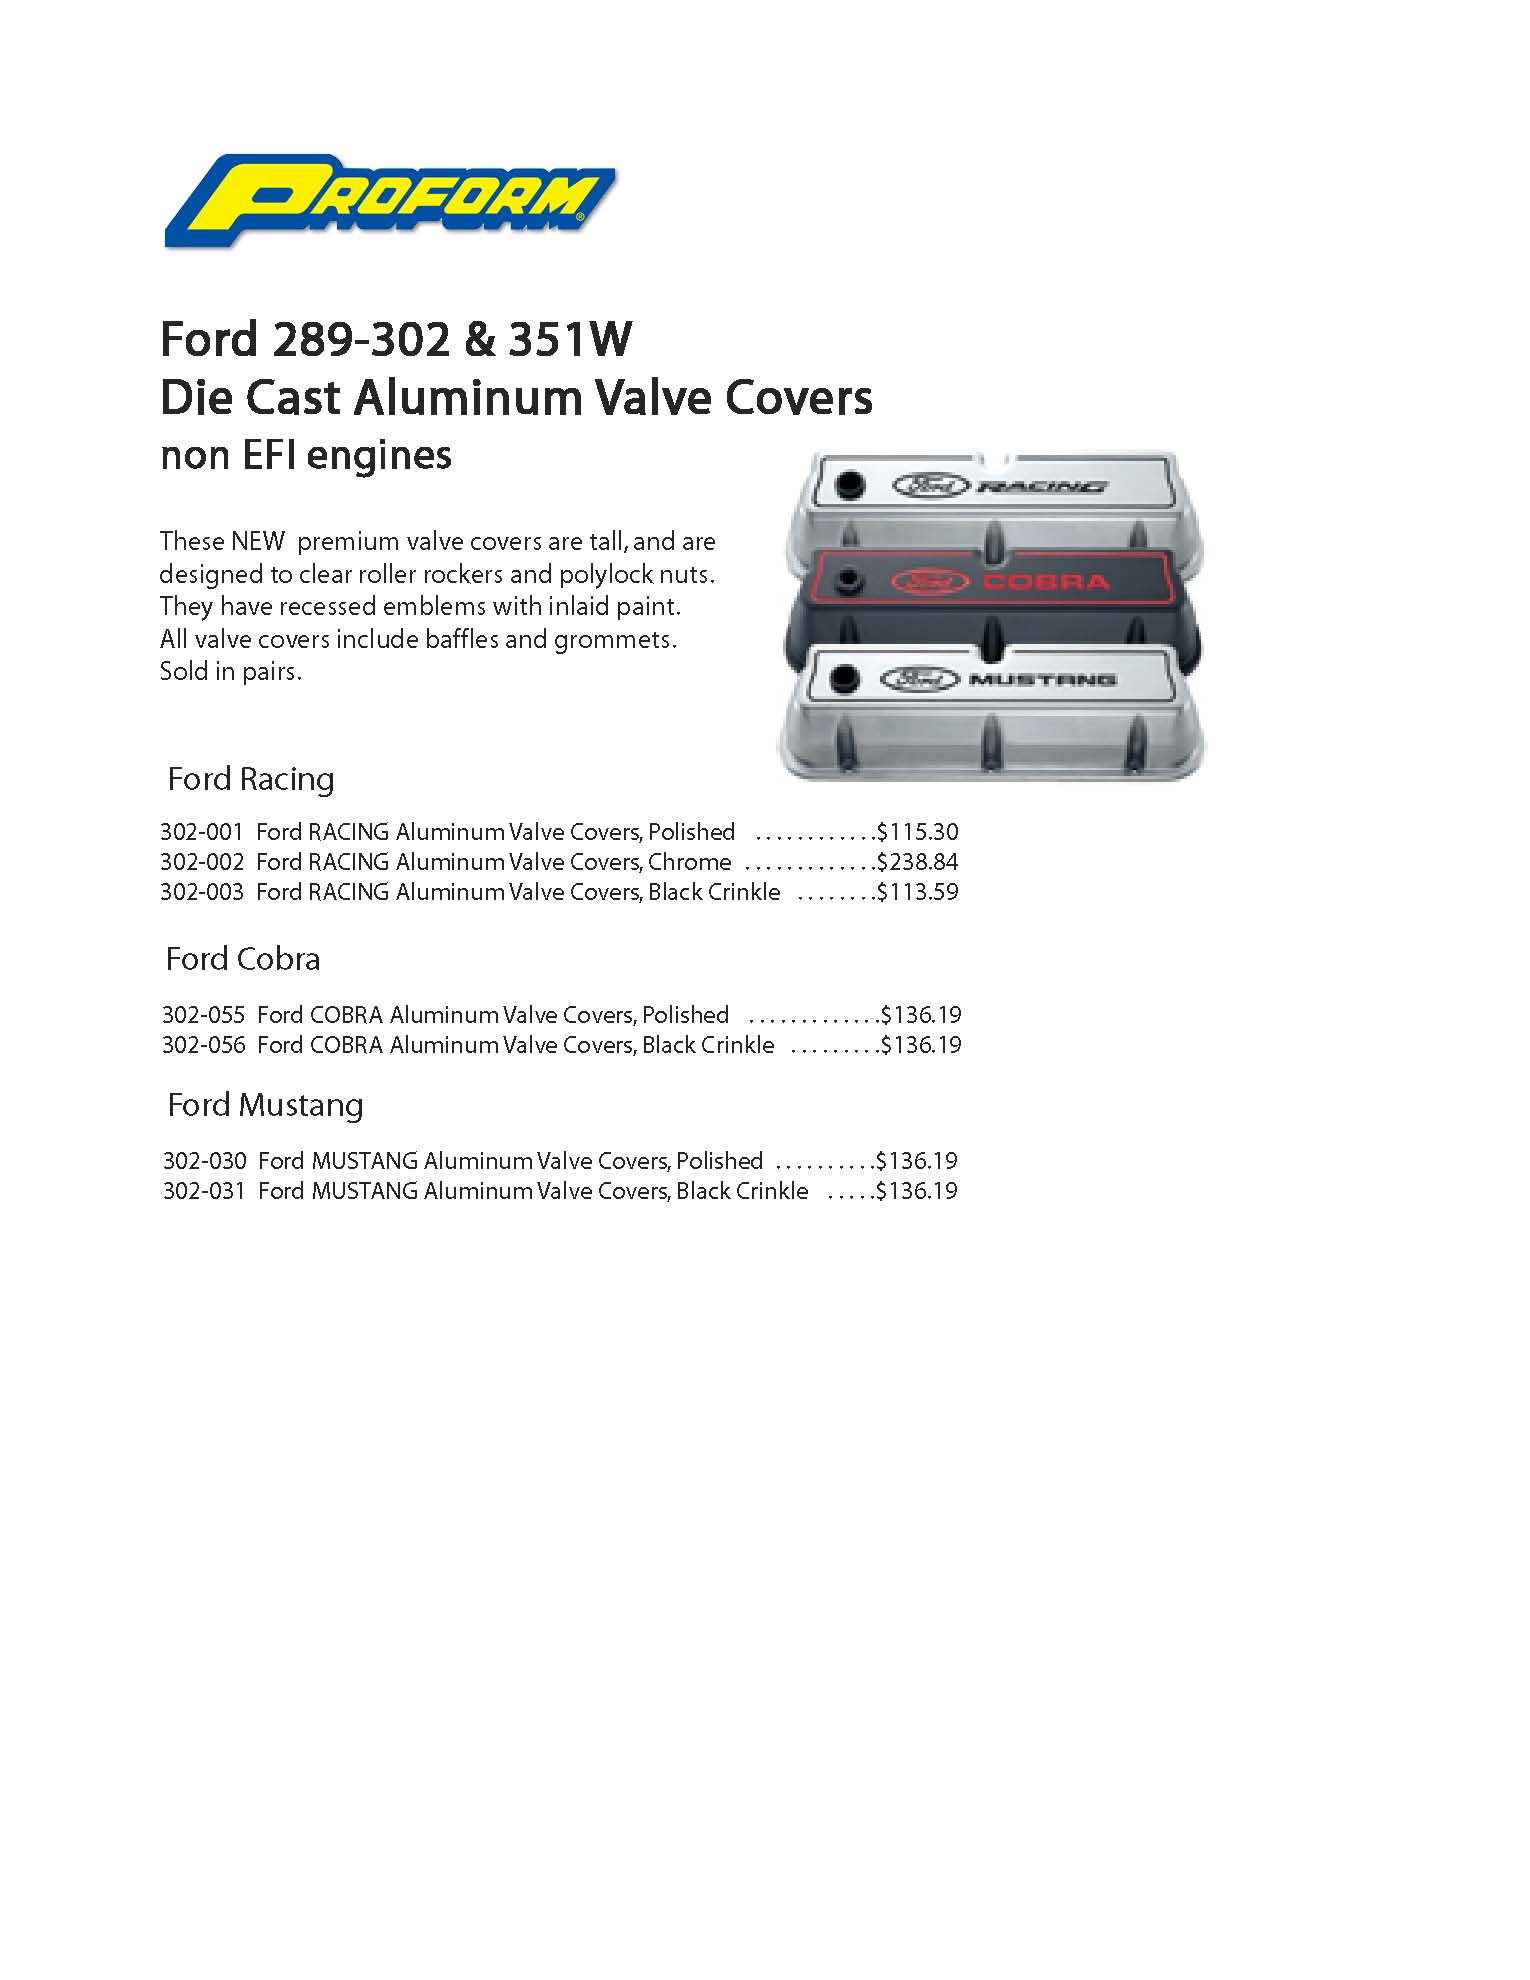 PROFORM®
Ford 289-302 & 351W
Die Cast Aluminum Valve Covers
non EFI engines
These NEW premium valve covers are tall, and are
designed to clear roller rockers and polylock nuts.
They have recessed emblems with inlaid paint.
All valve covers include baffles and grommets.
Sold in pairs.
Ford RACING
Ford COBRA
Ford MUSTANG
Ford Racing
302-001 Ford RACING Aluminum Valve Covers, Polished ............$115.30
302-002 Ford RACING Aluminum Valve Covers, Chrome .............$238.84
302-003 Ford RACING Aluminum Valve Covers, Black Crinkle ........$113.59
Ford Cobra
302-055 Ford COBRA Aluminum Valve Covers, Polished .............$136.19
302-056 Ford COBRA Aluminum Valve Covers, Black Crinkle .........$136.19
Ford Mustang
302-030 Ford MUSTANG Aluminum Valve Covers, Polished ..........$136.19
302-031 Ford MUSTANG Aluminum Valve Covers, Black Crinkle .....$136.19